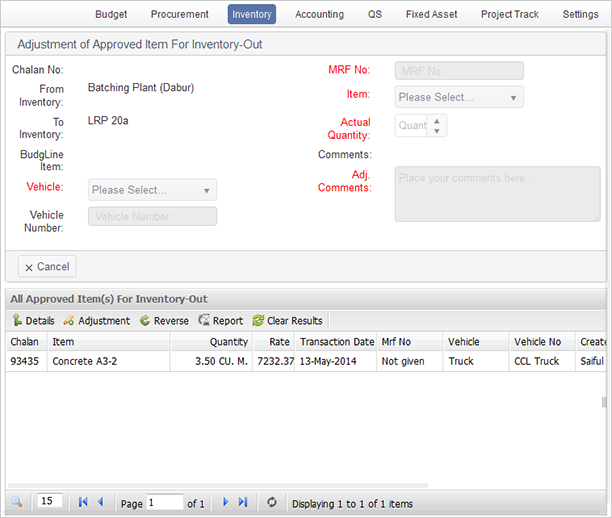 Budget Procurement Inventory Accounting QS Fixed Asset Project Track Settings
Adjustment of Approved Item For Inventory-Out
Chalan No:
From Inventory: Batching Plant (Dabur)
To Inventory: LRP 20a
BudgLine Item:
Vehicle: Please Select...
Vehicle Number: Vehicle Number
MRF No: MRF No
Item: Please Select...
Actual Quantity: Quant
Comments:
Adj. Comments: Place your comments here...
Cancel
All Approved Item(s) For Inventory-Out
Details Adjustment Reverse Report Clear Results
Chalan Item Quantity Rate Transaction Date Mrf No Vehicle Vehicle No Create
93435 Concrete A3-2 3.50 CU. M. 7232.37 13-May-2014 Not given Truck CCL Truck Saiful
15 Page 1 of 1 Displaying 1 to 1 of 1 items